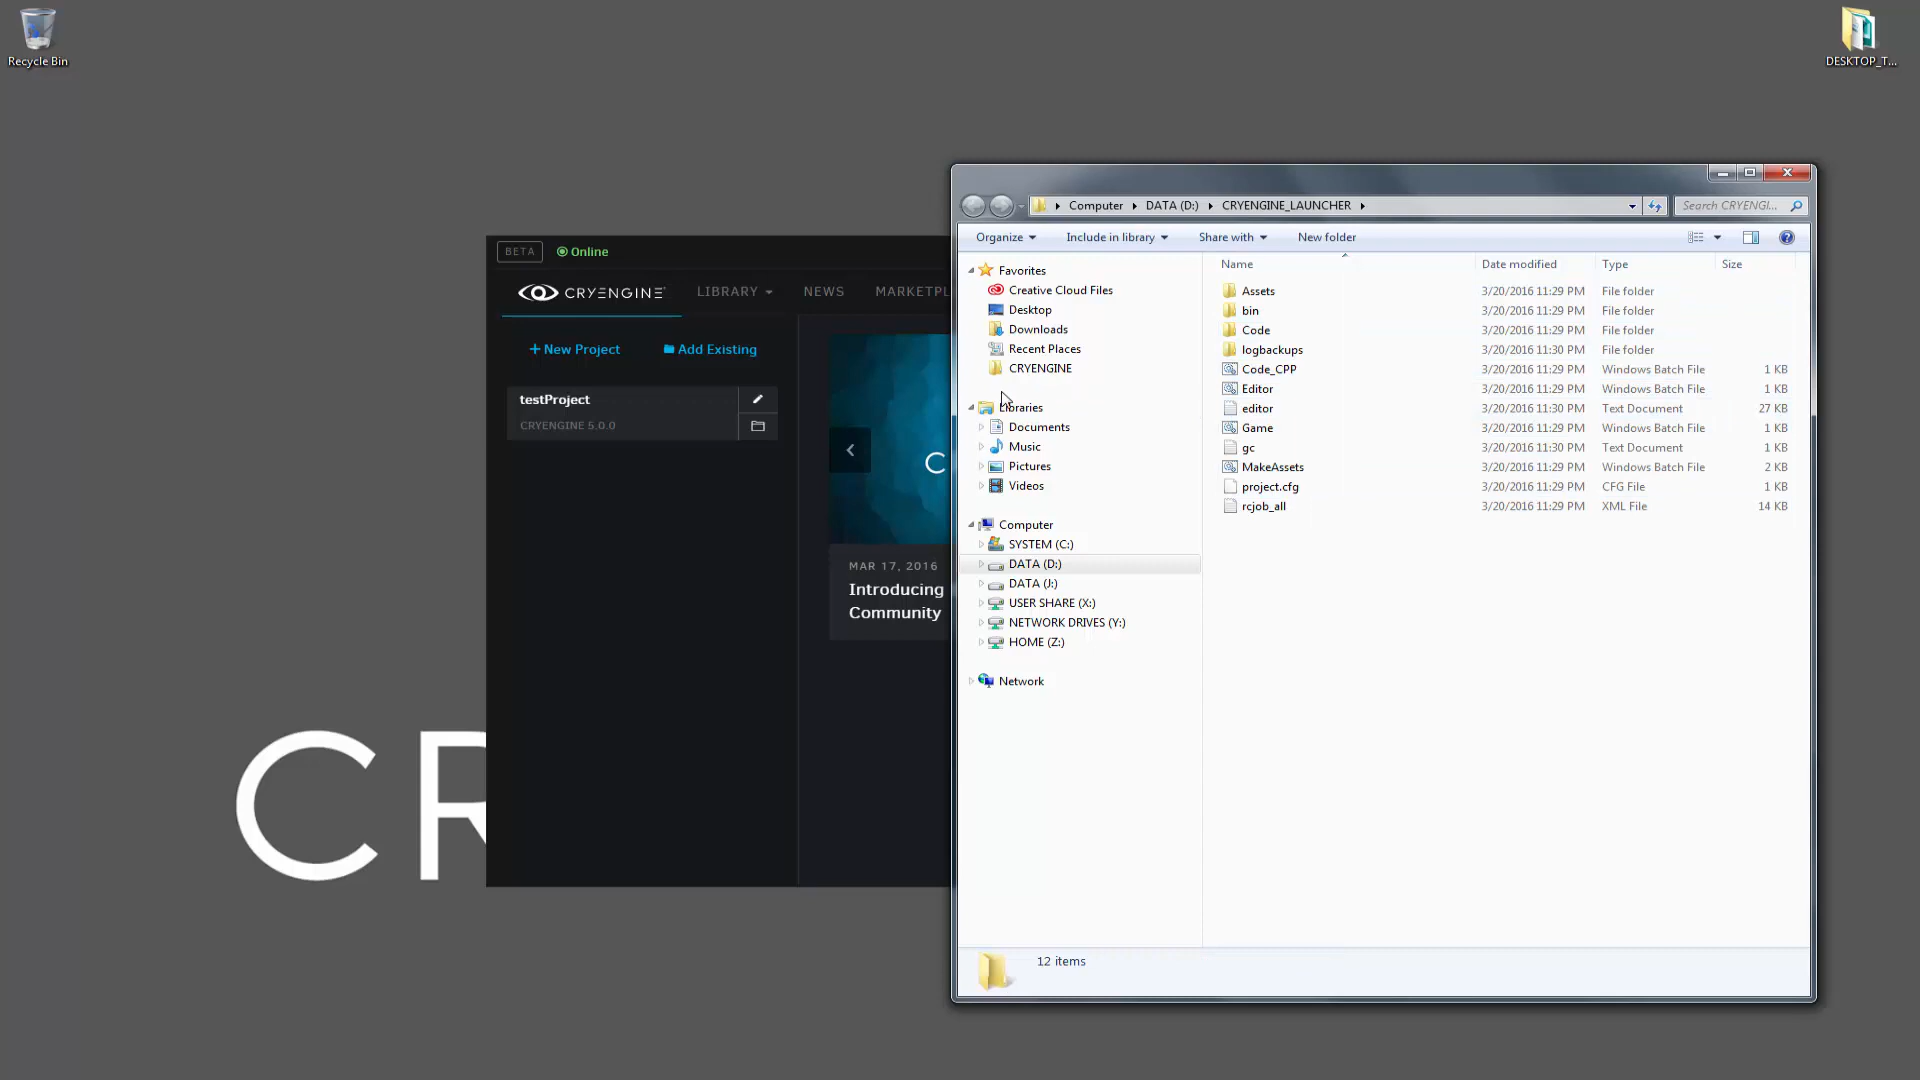 Recycle Bin
DESKTOP_T...
BETA
Online
CRYENGINE
LIBRARY
NEWS
MARKETPL
+ New Project
Add Existing
testProject
CRYENGINE 5.0.0
C
MAR 17, 2016
Introducing
Community
CR
Computer
DATA (D:)
CRYENGINE_LAUNCHER
Search CRYENGI...
Organize
Include in library
Share with
New folder
Favorites
Creative Cloud Files
Desktop
Downloads
Recent Places
CRYENGINE
Libraries
Documents
Music
Pictures
Videos
Computer
SYSTEM (C:)
DATA (D:)
DATA (J:)
USER SHARE (X:)
NETWORK DRIVES (Y:)
HOME (Z:)
Network
Name Date modified Type Size
Assets 3/20/2016 11:29 PM File folder
bin 3/20/2016 11:29 PM File folder
Code 3/20/2016 11:29 PM File folder
logbackups 3/20/2016 11:30 PM File folder
Code_CPP 3/20/2016 11:29 PM Windows Batch File 1 KB
Editor 3/20/2016 11:29 PM Windows Batch File 1 KB
editor 3/20/2016 11:30 PM Text Document 27 KB
Game 3/20/2016 11:29 PM Windows Batch File 1 KB
gc 3/20/2016 11:30 PM Text Document 1 KB
MakeAssets 3/20/2016 11:29 PM Windows Batch File 2 KB
project.cfg 3/20/2016 11:29 PM CFG File 1 KB
rcjob_all 3/20/2016 11:29 PM XML File 14 KB
12 items